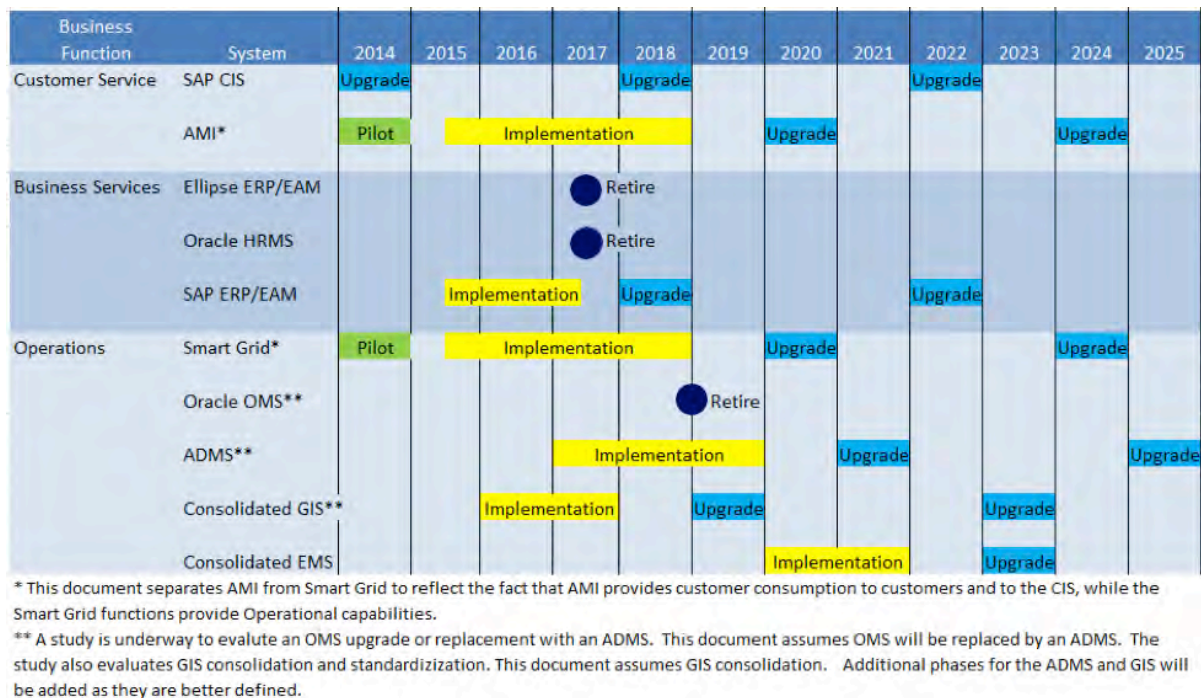 Business
Function System 2014 2015 2016 2017 2018 2019 2020 2021 2022 2023 2024 2025
Customer Service SAP CIS Upgrade Upgrade Upgrade
AMI* Pilot Implementation Upgrade Upgrade
Business Services Ellipse ERP/EAM Retire
Oracle HRMS Retire
SAP ERP/EAM Implementation Upgrade Upgrade
Operations Smart Grid* Pilot Implementation Upgrade Upgrade
Oracle OMS** Retire
ADMS** Implementation Upgrade Upgrade
Consolidated GIS** Implementation Upgrade Upgrade
Consolidated EMS Implementation Upgrade
* This document separates AMI from Smart Grid to reflect the fact that AMI provides customer consumption to customers and to the CIS, while the
Smart Grid functions provide Operational capabilities.
** A study is underway to evalute an OMS upgrade or replacement with an ADMS. This document assumes OMS will be replaced by an ADMS. The
study also evaluates GIS consolidation and standardizization. This document assumes GIS consolidation. Additional phases for the ADMS and GIS will
be added as they are better defined.